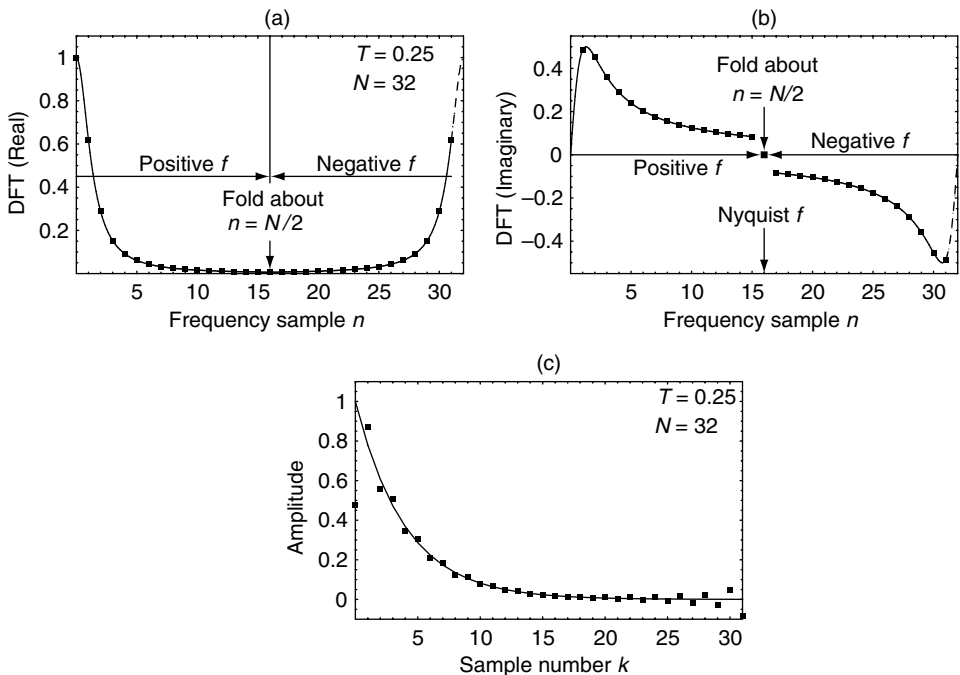 (a)
T = 0.25
N = 32
DFT (Real)
1
0.8
0.6
0.4
0.2
Positive f
Negative f
Fold about
n = N/2
5
10
15
20
25
30
Frequency sample n
(b)
DFT (Imaginary)
0.4
0.2
0
−0.2
−0.4
Fold about
n = N/2
Positive f
Negative f
Nyquist f
5
10
15
20
25
30
Frequency sample n
(c)
T = 0.25
N = 32
Amplitude
1
0.8
0.6
0.4
0.2
0
5
10
15
20
25
30
Sample number k